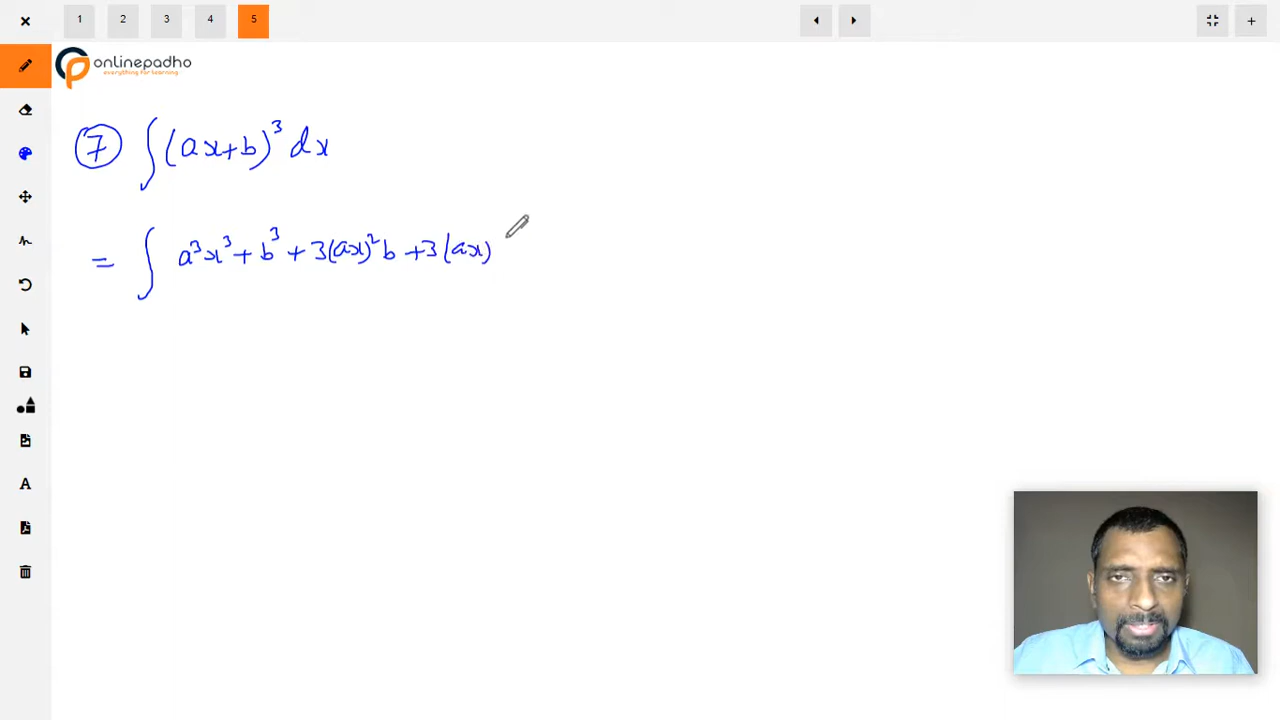 1 2 3 4 5
onlinepadho
everything for learning
⑦ ∫(ax+b)³ dx
= ∫ a³x³ + b³ + 3(ax)²b + 3(ax)
A